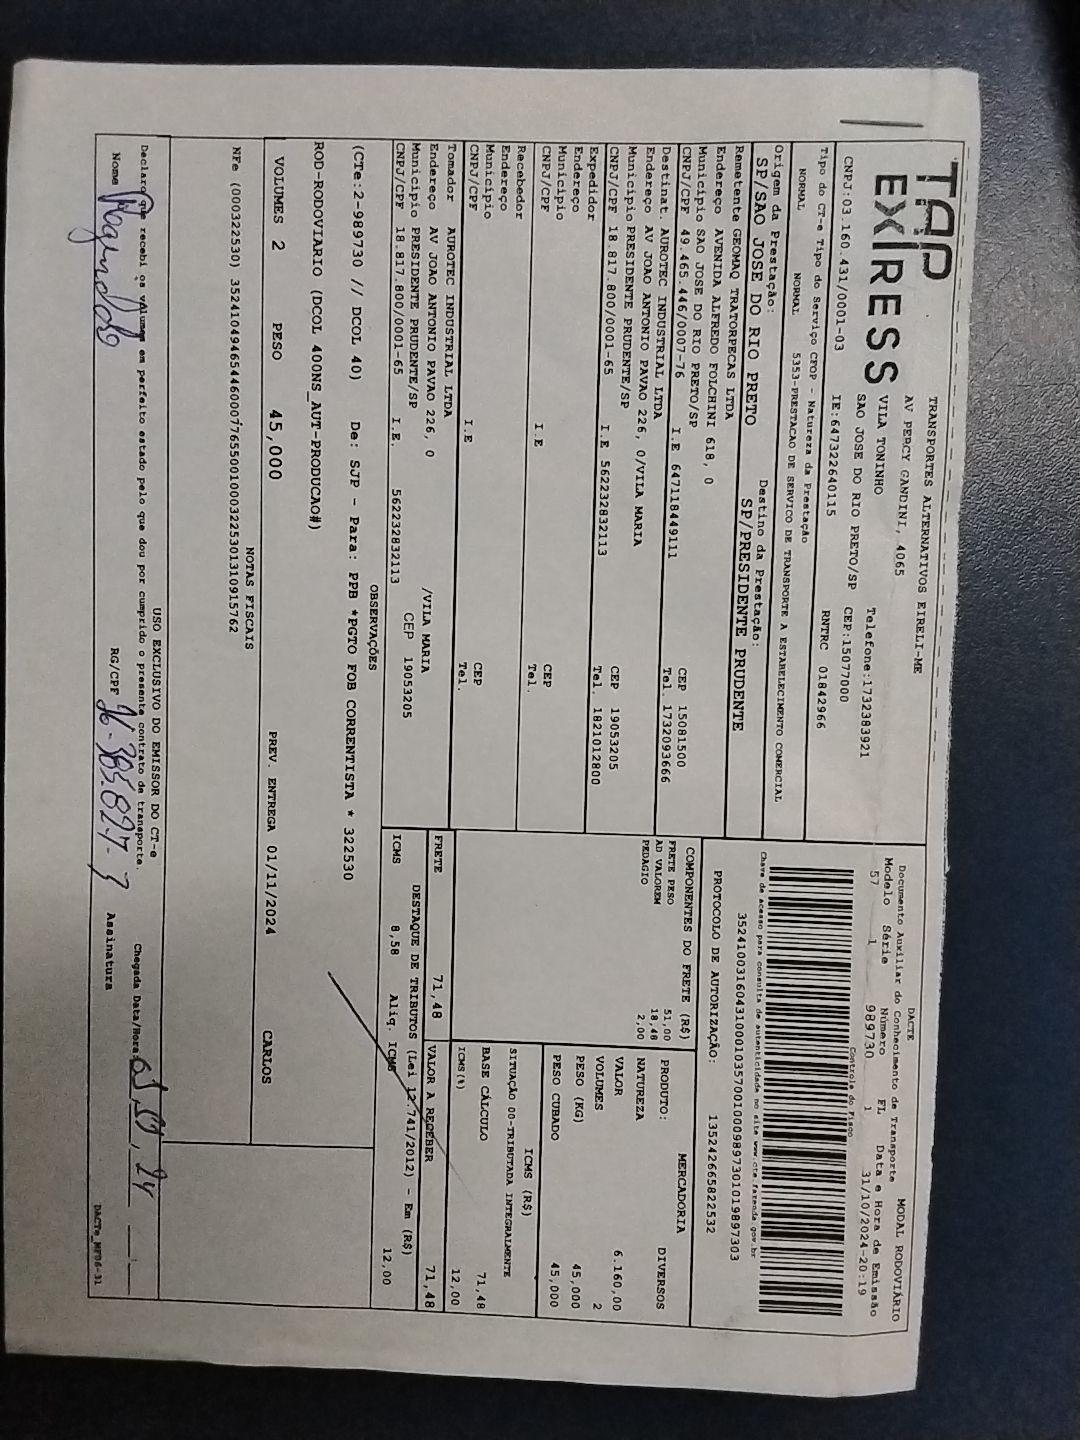 TAP
EXPRESS
TRANSPORTES ALTERNATIVOS EIRELI-ME
AV PERCY GANDINI, 4065
VILA TONINHO
SAO JOSE DO RIO PRETO/SP
Telefone:1732383921
CEP:15077000
CNPJ:03.160.431/0001-03 IE:647322640115 RNTRC 01842966
Tipo do CT-e Tipo do Serviço CFOP - Natureza da Prestação
NORMAL NORMAL 5353-PRESTACAO DE SERVICO DE TRANSPORTE A ESTABELECIMENTO COMERCIAL
Origem da Prestação: Destino da Prestação:
SP/SAO JOSE DO RIO PRETO SP/PRESIDENTE PRUDENTE
Remetente GEOMAQ TRATORPECAS LTDA
Endereço AVENIDA ALFREDO FOLCHINI 618, 0
Município SAO JOSE DO RIO PRETO/SP CEP 15081500
CNPJ/CPF 49.465.446/0007-76 I.E 647118449111 Tel. 1732093666
Destinat. AUROTEC INDUSTRIAL LTDA
Endereço AV JOAO ANTONIO PAVAO 226, 0/VILA MARIA
Município PRESIDENTE PRUDENTE/SP CEP 19053205
CNPJ/CPF 18.817.800/0001-65 I.E 562232832113 Tel. 1821012800
Expedidor
Endereço
Município CEP
CNPJ/CPF I.E Tel.
Recebedor
Endereço
Município CEP
CNPJ/CPF I.E Tel.
Tomador AUROTEC INDUSTRIAL LTDA
Endereço AV JOAO ANTONIO PAVAO 226, 0 /VILA MARIA
Município PRESIDENTE PRUDENTE/SP CEP 19053205
CNPJ/CPF 18.817.800/0001-65 I.E. 562232832113
DACTE MODAL RODOVIÁRIO
Documento Auxiliar do Conhecimento de Transporte
Modelo Série Número FL Data e Hora de Emissão
57 1 989730 1 31/10/2024-20:19
Controle do Fisco
Chave de acesso para consulta de autenticidade no site www.cte.fazenda.gov.br
35241003160431000103570010009897301019897303
PROTOCOLO DE AUTORIZAÇÃO: 135242665822532
COMPONENTES DO FRETE (R$)
FRETE PESO 51,00
AD VALOREM 18,48
PEDAGIO 2,00
PRODUTO: MERCADORIA
NATUREZA DIVERSOS
VALOR 6.160,00
VOLUMES 2
PESO (KG) 45,000
PESO CUBADO 45,000
ICMS (R$)
SITUAÇÃO 00-TRIBUTADA INTEGRALMENTE
BASE CÁLCULO 71,48
ICMS(%) 12,00
FRETE 71,48 VALOR A RECEBER 71,48
DESTAQUE DE TRIBUTOS (Lei 12.741/2012) - Em (R$)
ICMS 8,58 Aliq. ICMS 12,00
OBSERVAÇÕES
(CTe:2-989730 // DCOL 40) De: SJP - Para: PPB *PGTO FOB CORRENTISTA * 322530
ROD-RODOVIARIO (DCOL 400NS_AUT-PRODUCAO#)
VOLUMES 2 PESO 45,000 PREV. ENTREGA 01/11/2024 CARLOS
NOTAS FISCAIS
NFe (000322530) 35241049465446000776550010003225301310915762
USO EXCLUSIVO DO EMISSOR DO CT-e
Declaro que recebi os volumes em perfeito estado pelo que dou por cumprido o presente contrato de transporte.
Chegada Data/Hora:
Nome RG/CPF 26.385.827-7 Assinatura
DACTe_MF06-31